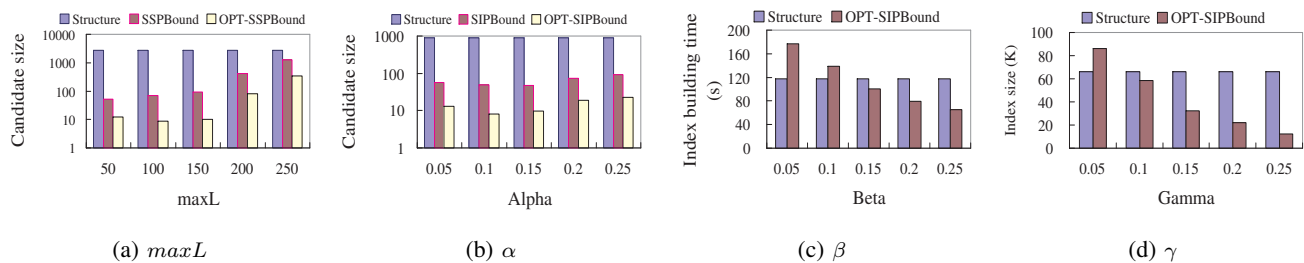 Structure SSPBound OPT-SSPBound
Candidate size
10000
1000
100
10
1
50 100 150 200 250
maxL
(a) maxL
Structure SIPBound OPT-SIPBound
Candidate size
1000
100
10
1
0.05 0.1 0.15 0.2 0.25
Alpha
(b) α
Structure OPT-SIPBound
Index building time
(s)
200
160
120
80
40
0
0.05 0.1 0.15 0.2 0.25
Beta
(c) β
Structure OPT-SIPBound
Index size (K)
100
80
60
40
20
0
0.05 0.1 0.15 0.2 0.25
Gamma
(d) γ